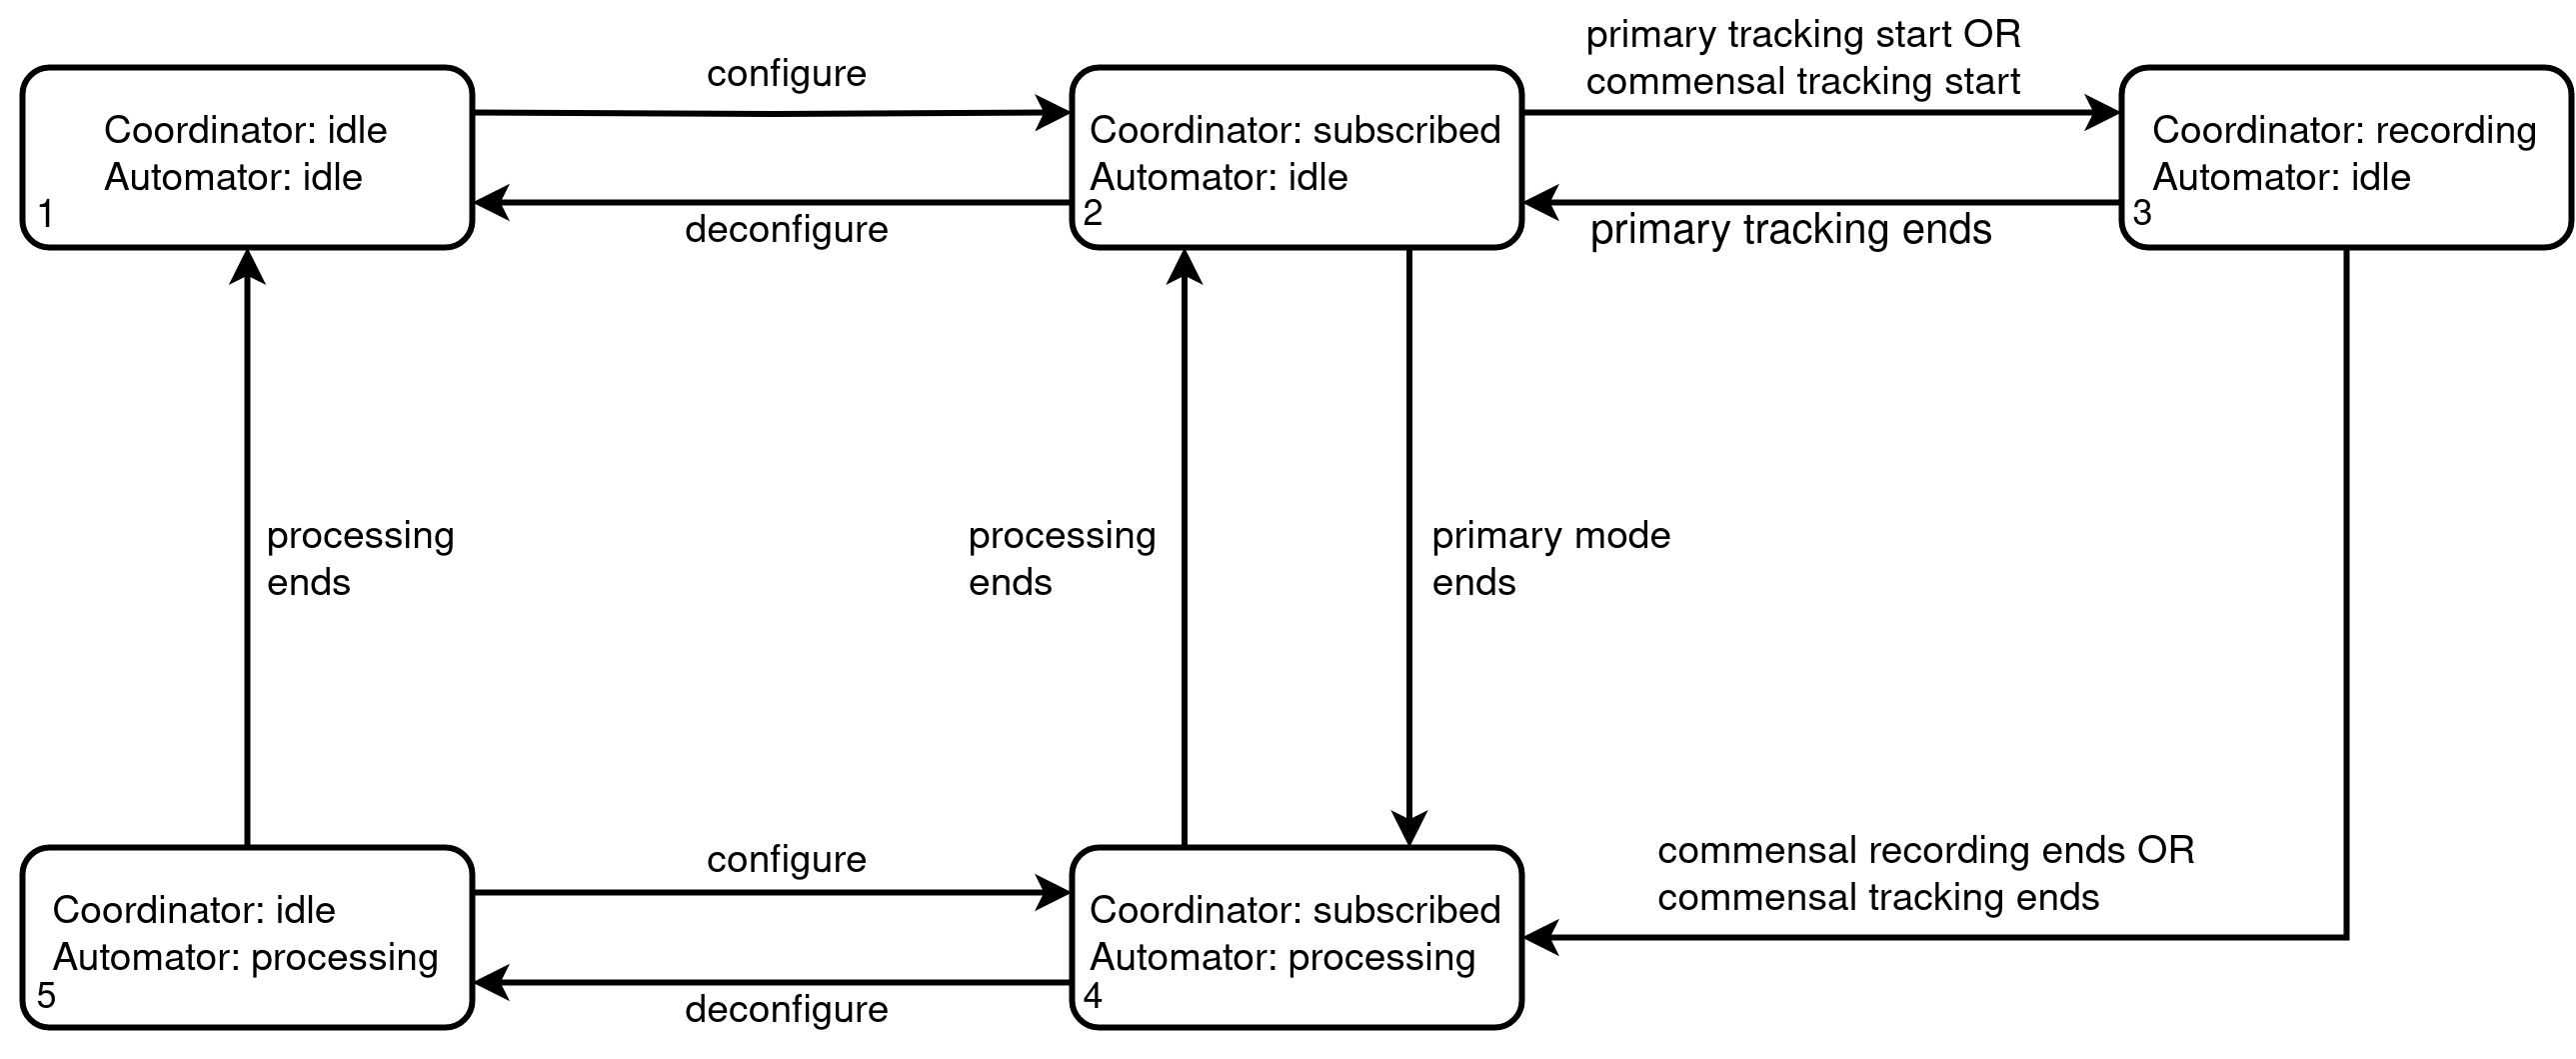 primary tracking start OR
commensal tracking start
configure
Coordinator: idle
Automator: idle
1
Coordinator: subscribed
Automator: idle
2
Coordinator: recording
Automator: idle
3
deconfigure
primary tracking ends
processing
ends
processing
ends
primary mode
ends
configure
commensal recording ends OR
commensal tracking ends
Coordinator: idle
Automator: processing
5
Coordinator: subscribed
Automator: processing
4
deconfigure